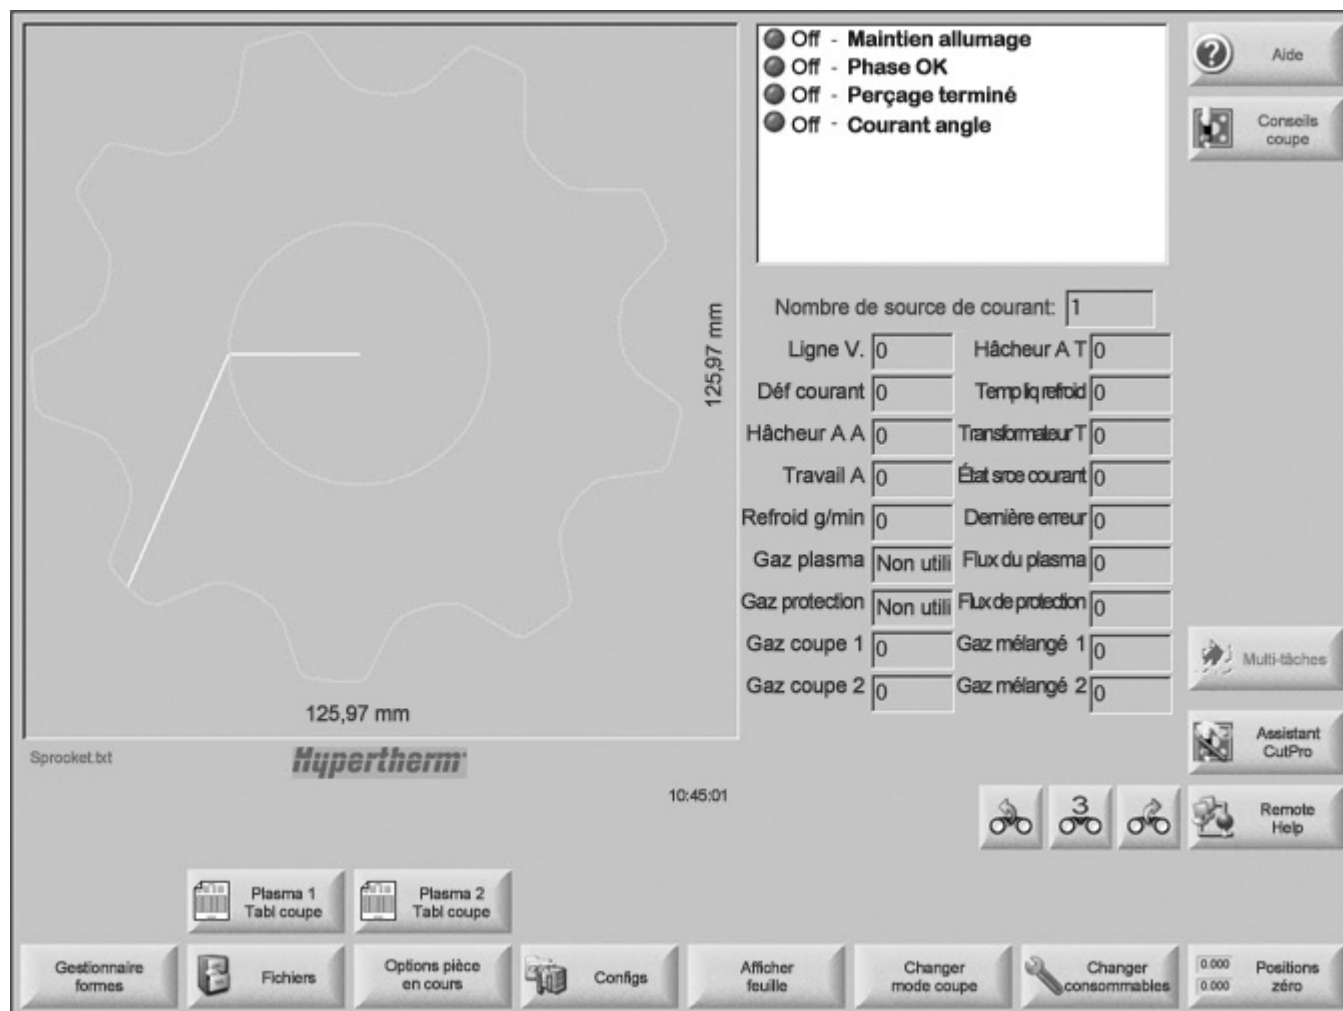 Off - Maintien allumage
Off - Phase OK
Off - Perçage terminé
Off - Courant angle
Aide
Conseils
coupe
125,97 mm
125,97 mm
Nombre de source de courant: 1
Ligne V. 0 Hâcheur A T 0
Déf courant 0 Temp liq refroid 0
Hâcheur A A 0 Transformateur T 0
Travail A 0 État srce courant 0
Refroid g/min 0 Dernière erreur 0
Gaz plasma Non utili Flux du plasma 0
Gaz protection Non utili Flux de protection 0
Gaz coupe 1 0 Gaz mélangé 1 0
Gaz coupe 2 0 Gaz mélangé 2 0
Multi-tâches
Assistant
CutPro
Sprocket.txt
Hypertherm
10:45:01
3
Remote
Help
Plasma 1
Tabl coupe
Plasma 2
Tabl coupe
Gestionnaire
formes
Fichiers
Options pièce
en cours
Configs
Afficher
feuille
Changer
mode coupe
Changer
consommables
0.000
0.000
Positions
zéro